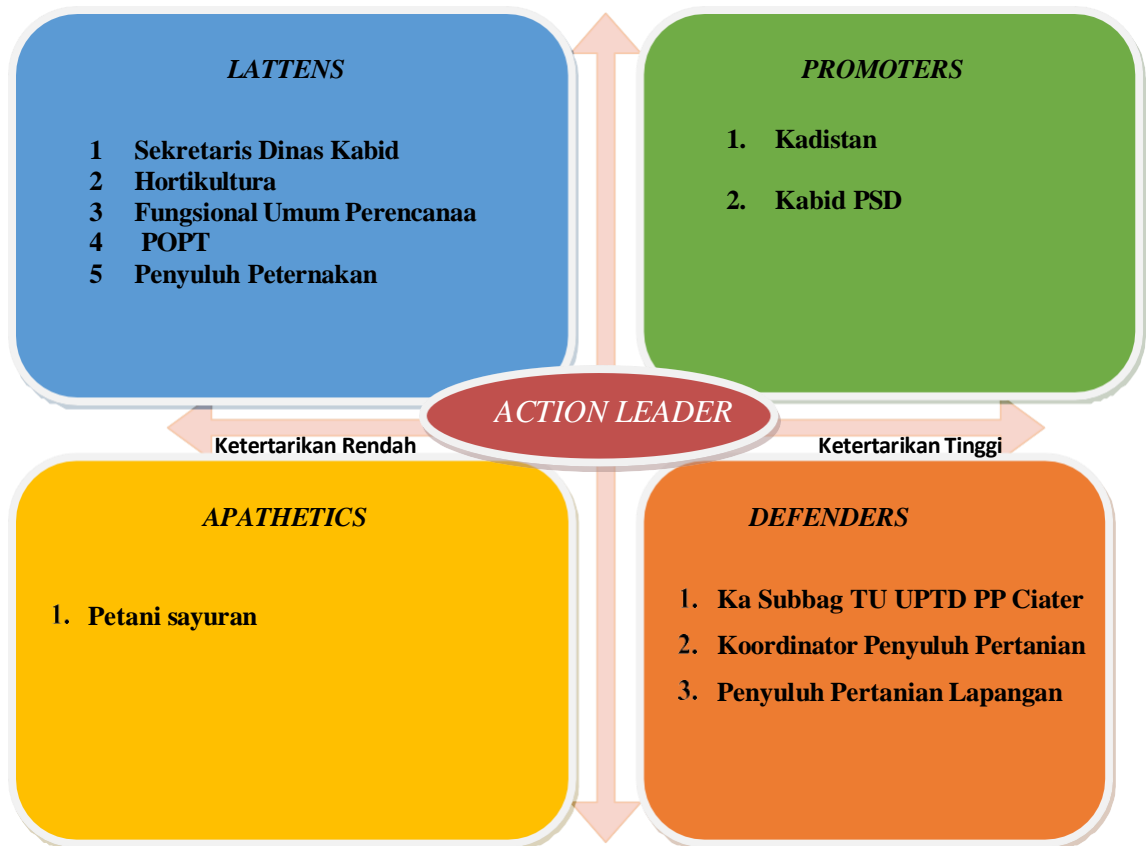 LATTENS
1 Sekretaris Dinas Kabid
2 Hortikultura
3 Fungsional Umum Perencanaa
4 POPT
5 Penyuluh Peternakan
PROMOTERS
1. Kadistan
2. Kabid PSD
ACTION LEADER
Ketertarikan Rendah
Ketertarikan Tinggi
APATHETICS
1. Petani sayuran
DEFENDERS
1. Ka Subbag TU UPTD PP Ciater
2. Koordinator Penyuluh Pertanian
3. Penyuluh Pertanian Lapangan